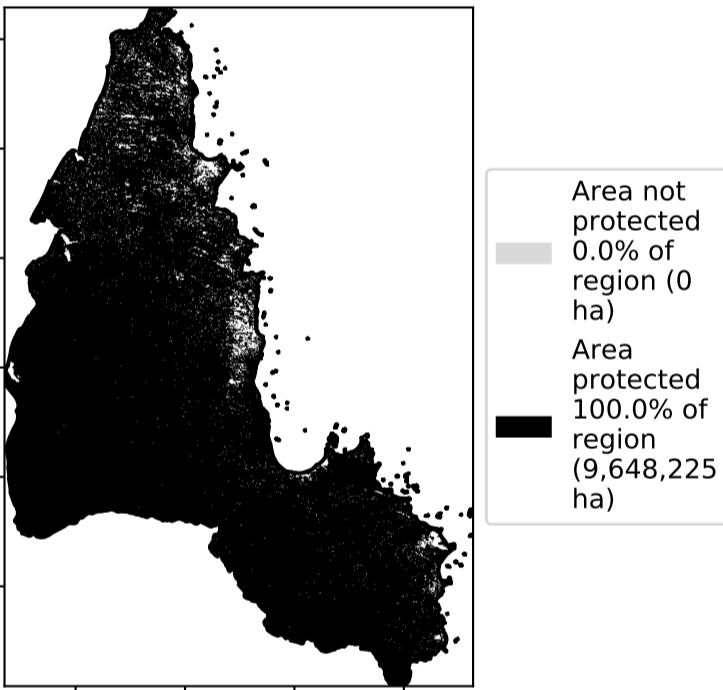 Area not
protected
0.0% of
region (0
ha)
Area
protected
100.0% of
region
(9,648,225
ha)